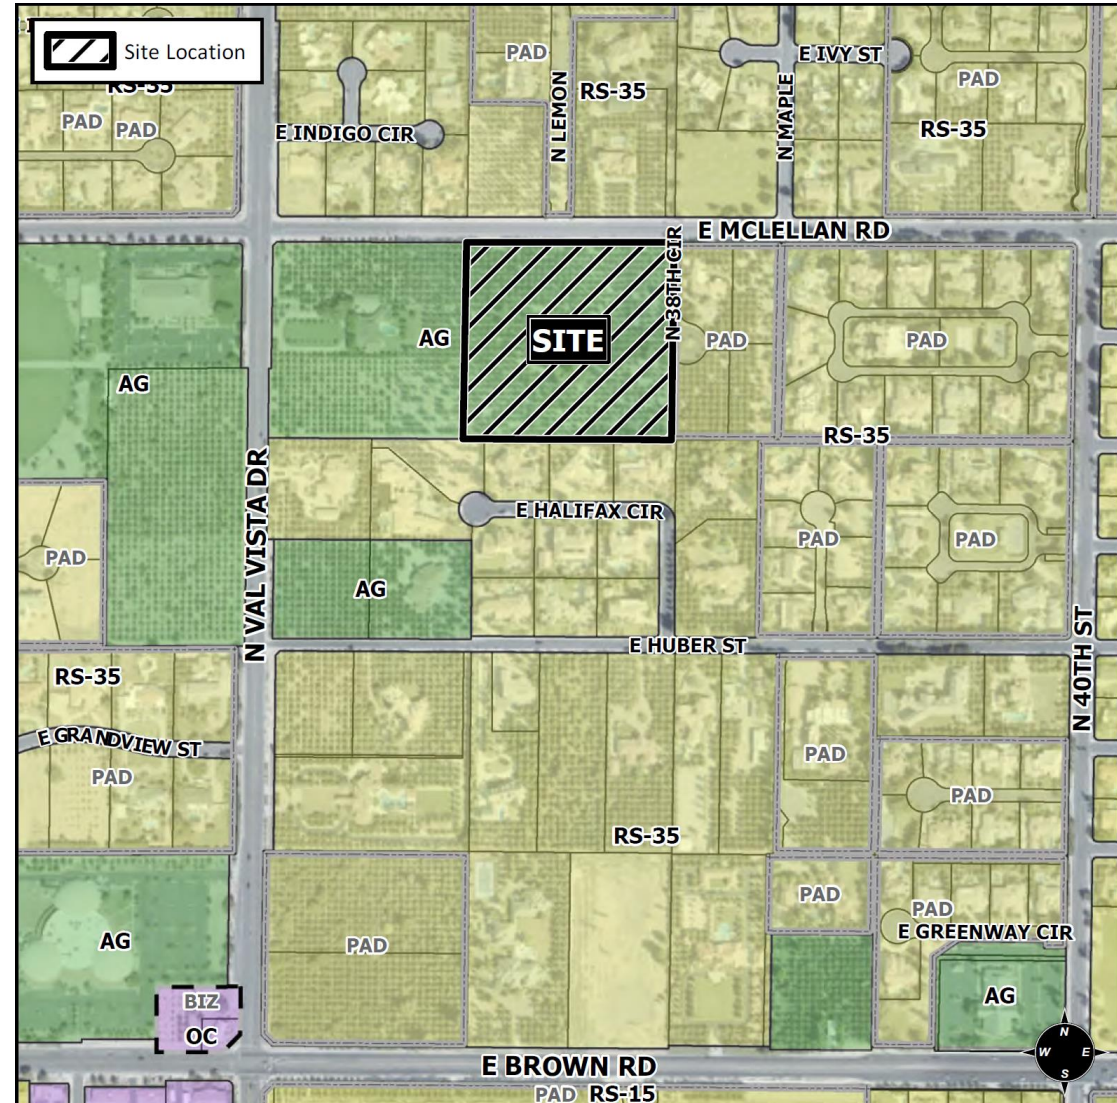 Site Location
RS-35
PAD
PAD
E INDIGO CIR
PAD
N LEMON
RS-35
N MAPLE
E IVY ST
PAD
RS-35
E MCLELLAN RD
N 38TH CIR
AG
SITE
PAD
PAD
AG
RS-35
N VAL VISTA DR
E HALIFAX CIR
PAD
PAD
PAD
AG
E HUBER ST
N 40TH ST
RS-35
E GRANDVIEW ST
PAD
PAD
PAD
RS-35
PAD
PAD
PAD
E GREENWAY CIR
AG
AG
BIZ
OC
N
W
E
S
E BROWN RD
PAD
RS-15